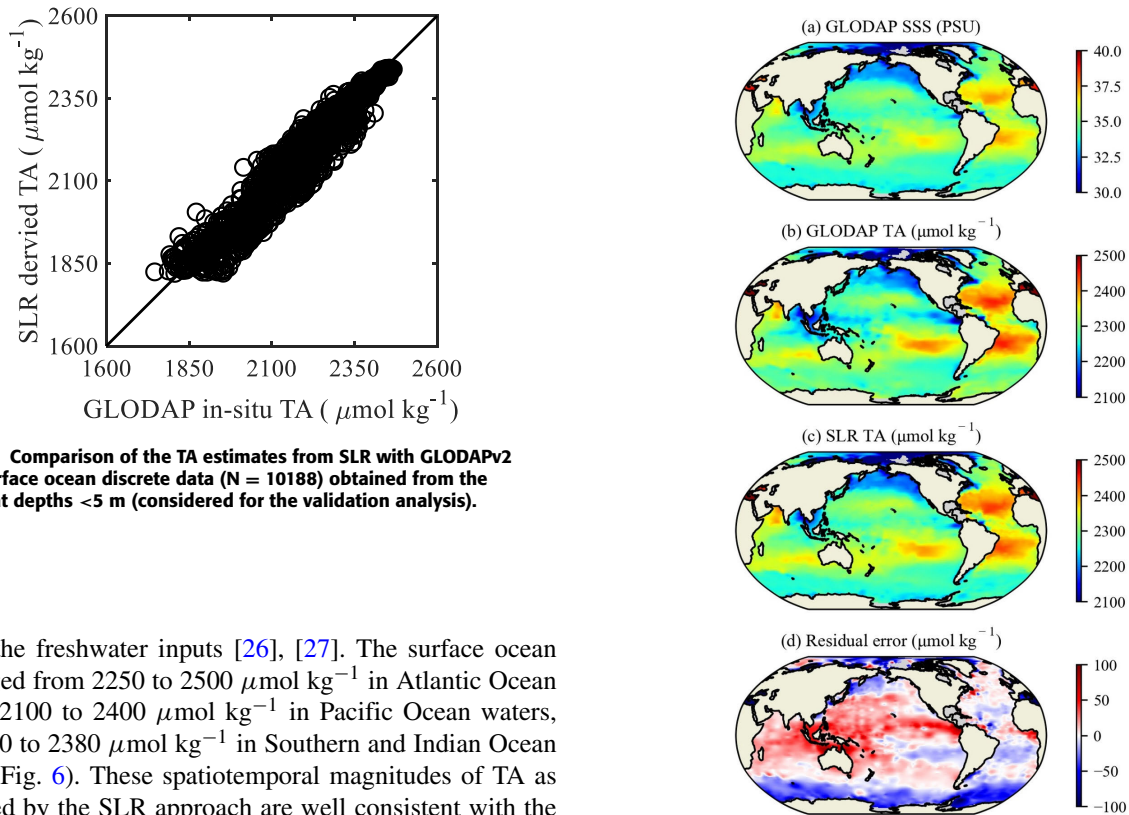 2600
2350
2100
1850
1600
SLR dervied TA ( μmol kg-1)
1600 1850 2100 2350 2600
GLODAP in-situ TA ( μmol kg-1)
Comparison of the TA estimates from SLR with GLODAPv2
rface ocean discrete data (N = 10188) obtained from the
t depths <5 m (considered for the validation analysis).
he freshwater inputs [26], [27]. The surface ocean
ed from 2250 to 2500 μmol kg−1 in Atlantic Ocean
2100 to 2400 μmol kg−1 in Pacific Ocean waters,
0 to 2380 μmol kg−1 in Southern and Indian Ocean
Fig. 6). These spatiotemporal magnitudes of TA as
ed by the SLR approach are well consistent with the
(a) GLODAP SSS (PSU)
40.0
37.5
35.0
32.5
30.0
(b) GLODAP TA (μmol kg−1)
2500
2400
2300
2200
2100
(c) SLR TA (μmol kg−1)
2500
2400
2300
2200
2100
(d) Residual error (μmol kg−1)
100
50
0
−50
−100